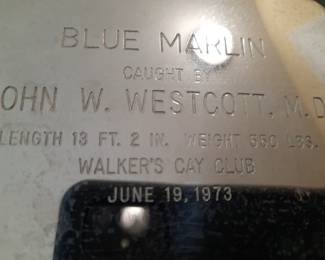 BLUE MARLIN
CAUGHT BY
JOHN W. WESTCOTT, M.D
LENGTH 13 FT. 2 IN. WEIGHT 550 LBS.
WALKER'S CAY CLUB
JUNE 19, 1973